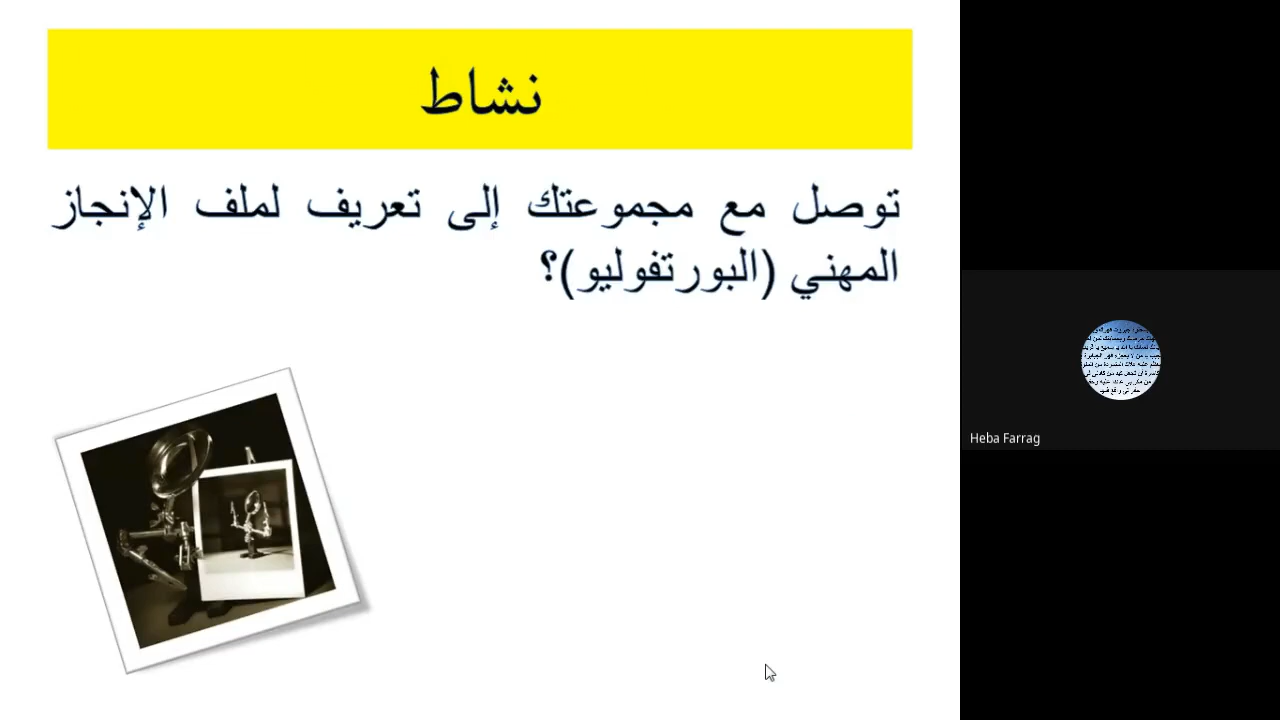 نشاط
توصل مع مجموعتك إلى تعريف لملف الإنجاز
المهني (البورتفوليو)؟
Heba Farrag